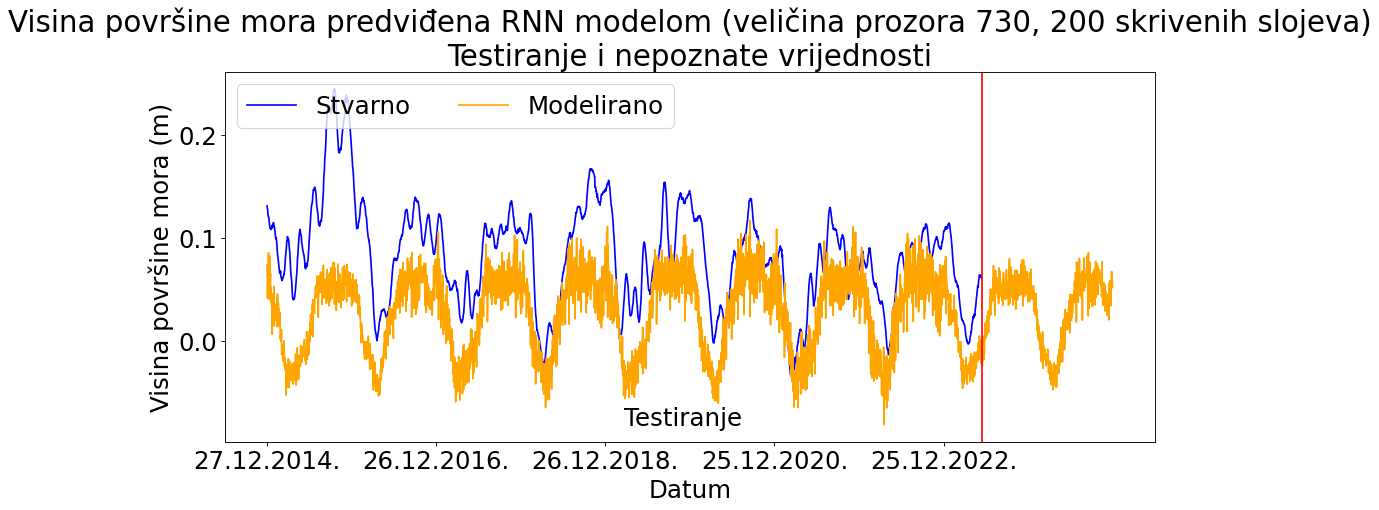 Visina površine mora predviđena RNN modelom (veličina prozora 730, 200 skrivenih slojeva)
Testiranje i nepoznate vrijednosti
Stvarno Modelirano
Visina površine mora (m)
0.2
0.1
0.0
Testiranje
27.12.2014. 26.12.2016. 26.12.2018. 25.12.2020. 25.12.2022.
Datum